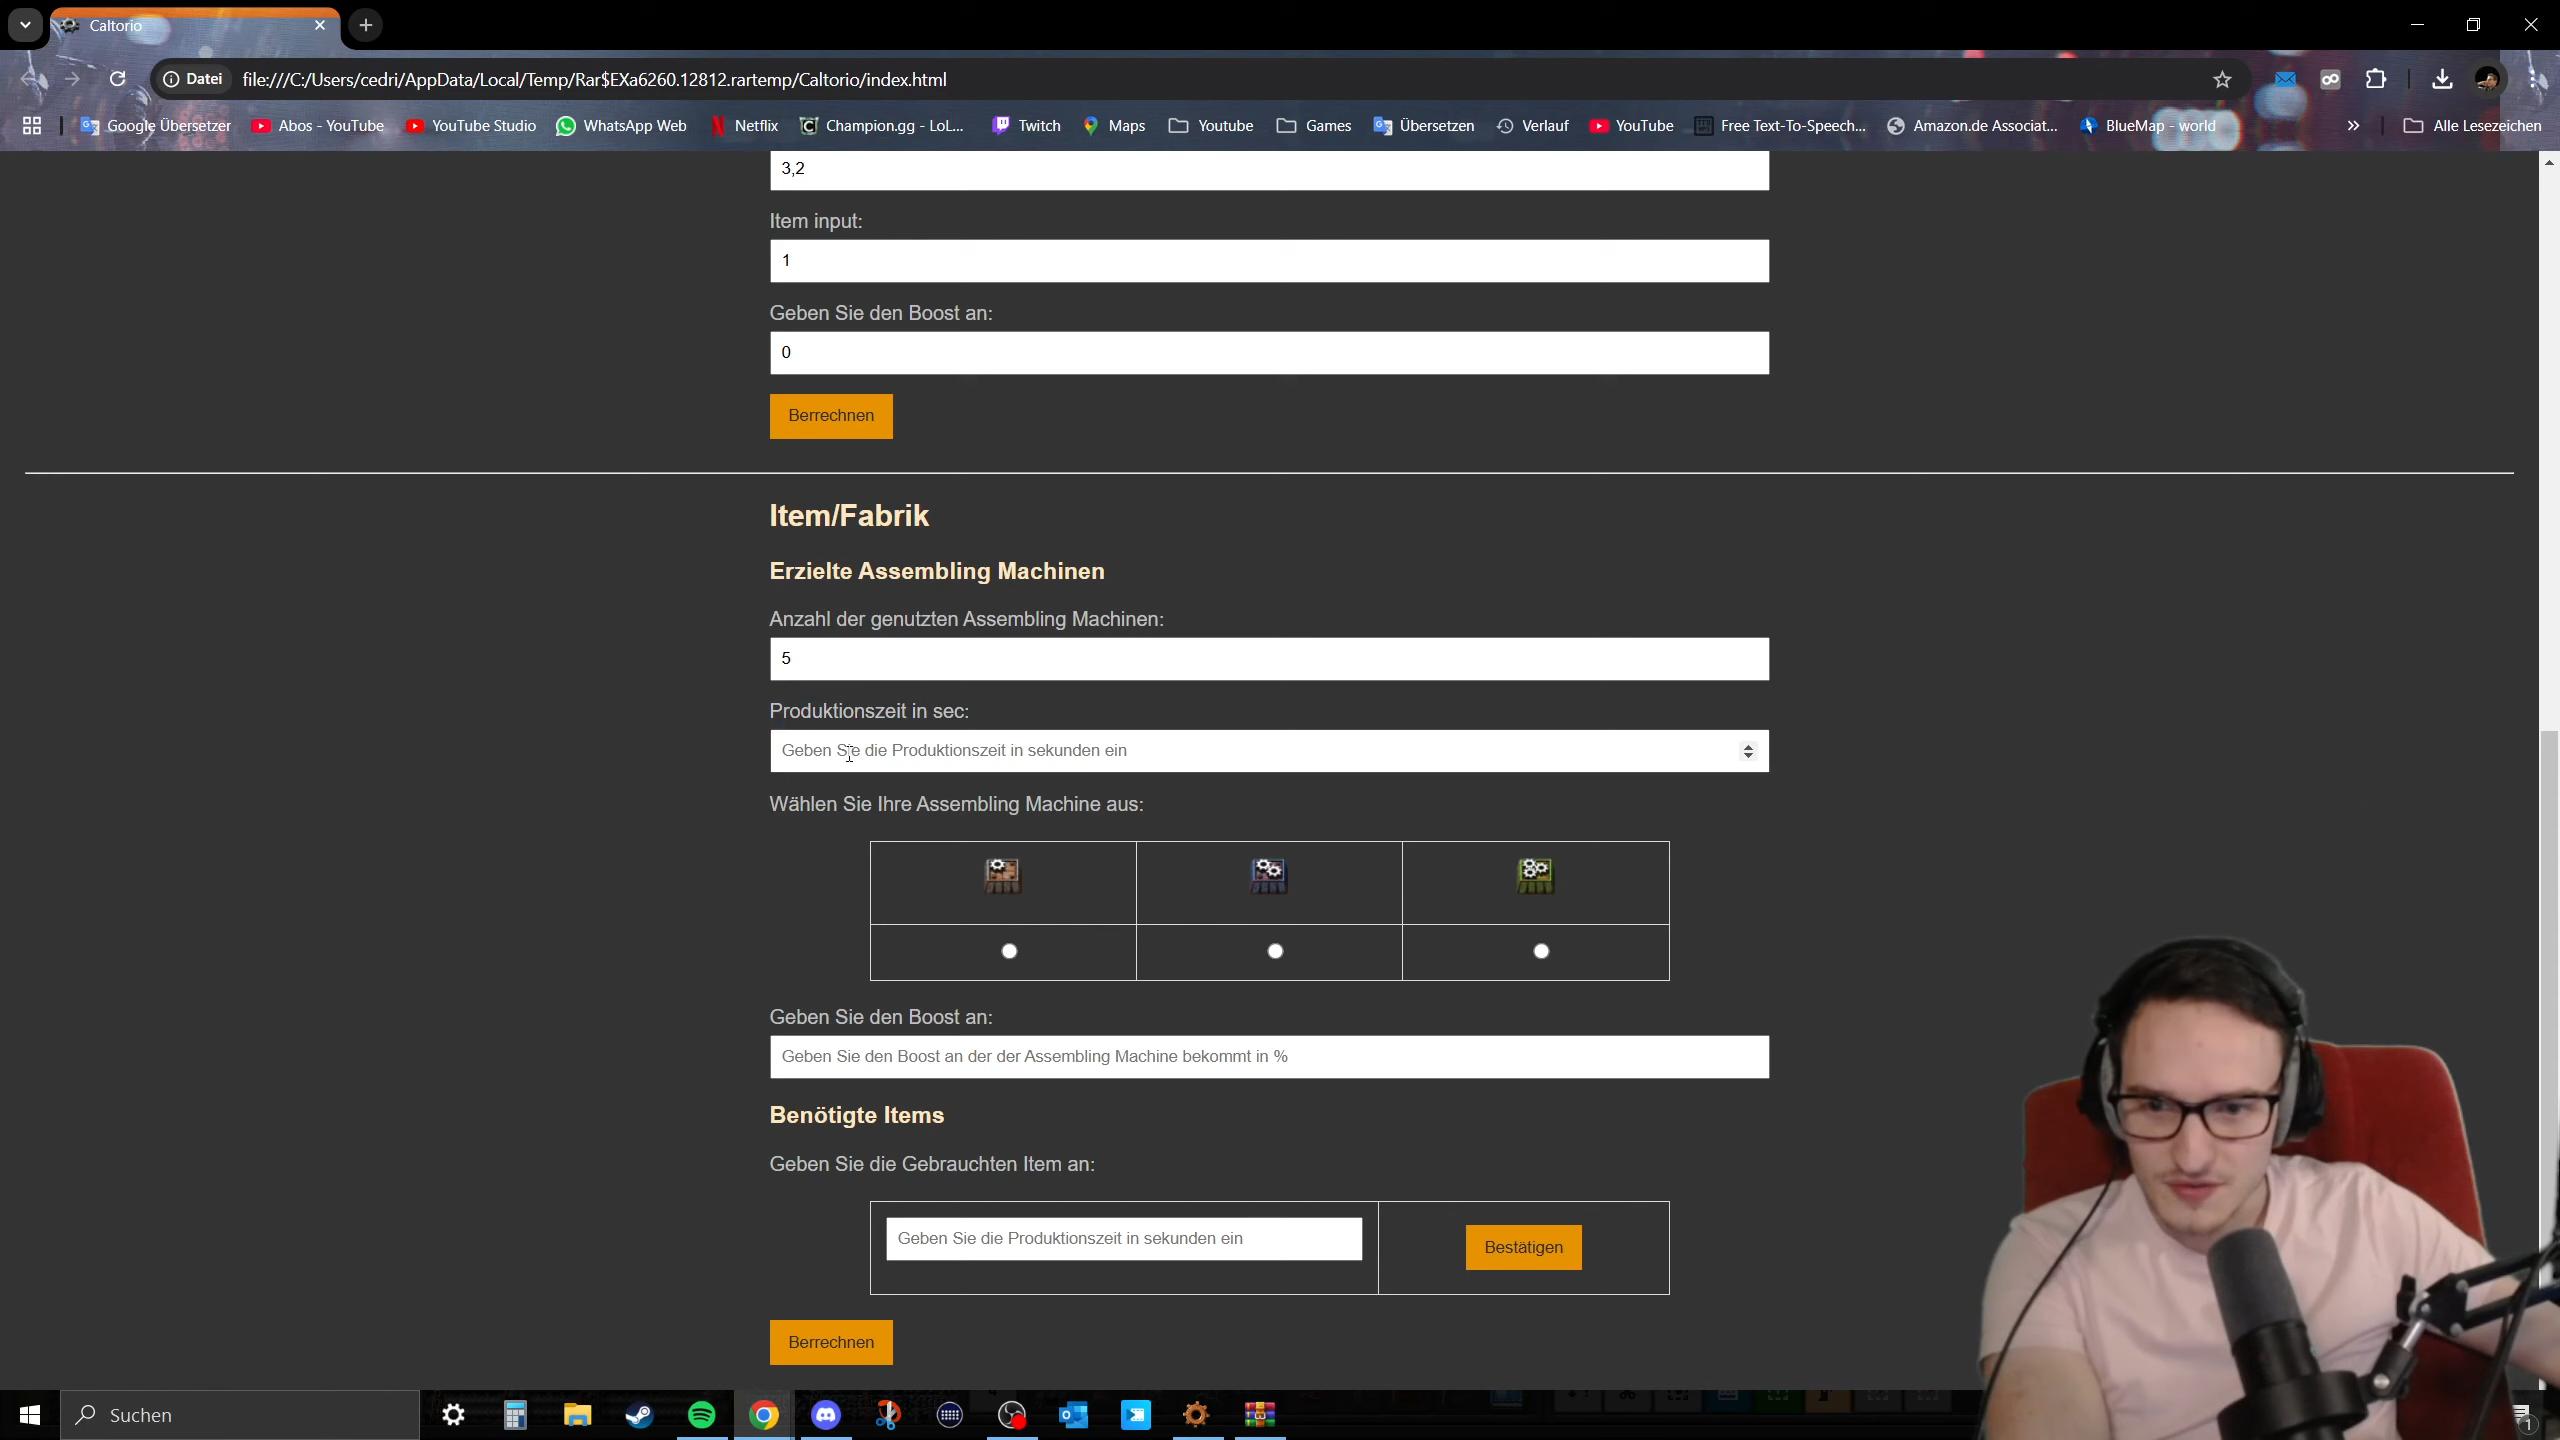 Caltorio
Datei
file:///C:/Users/cedri/AppData/Local/Temp/Rar$EXa6260.12812.rartemp/Caltorio/index.html
Google Übersetzer
Abos - YouTube
YouTube Studio
WhatsApp Web
Netflix
Champion.gg - LoL...
Twitch
Maps
Youtube
Games
Übersetzen
Verlauf
YouTube
Free Text-To-Speech...
Amazon.de Associat...
BlueMap - world
Alle Lesezeichen
3,2
Item input:
1
Geben Sie den Boost an:
0
Berrechnen
Item/Fabrik
Erzielte Assembling Machinen
Anzahl der genutzten Assembling Machinen:
5
Produktionszeit in sec:
Geben Sie die Produktionszeit in sekunden ein
Wählen Sie Ihre Assembling Machine aus:
Geben Sie den Boost an:
Geben Sie den Boost an der der Assembling Machine bekommt in %
Benötigte Items
Geben Sie die Gebrauchten Item an:
Geben Sie die Produktionszeit in sekunden ein
Bestätigen
Berrechnen
Suchen
1